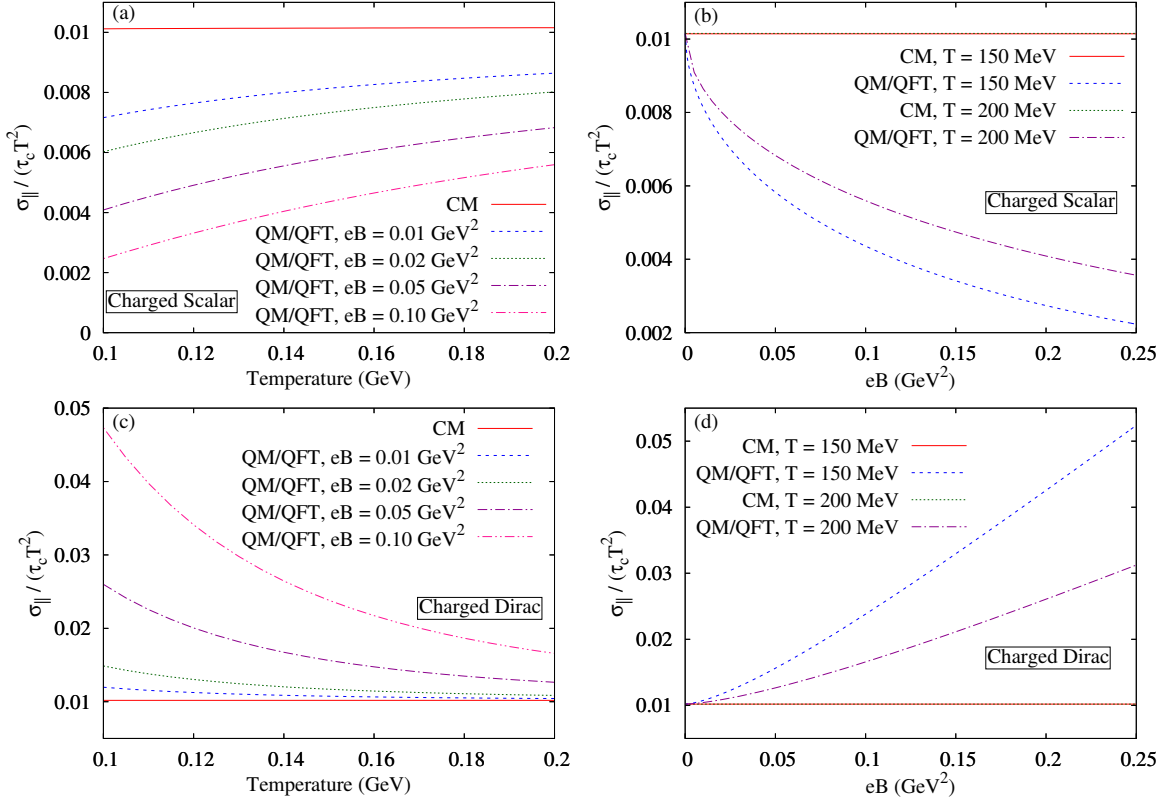 (a)
σ∥ / (τcT²)
0.01
0.008
0.006
0.004
0.002
0
CM
QM/QFT, eB = 0.01 GeV²
QM/QFT, eB = 0.02 GeV²
QM/QFT, eB = 0.05 GeV²
QM/QFT, eB = 0.10 GeV²
Charged Scalar
0.1 0.12 0.14 0.16 0.18 0.2
Temperature (GeV)
(b)
σ∥ / (τcT²)
0.01
0.008
0.006
0.004
0.002
CM, T = 150 MeV
QM/QFT, T = 150 MeV
CM, T = 200 MeV
QM/QFT, T = 200 MeV
Charged Scalar
0 0.05 0.1 0.15 0.2 0.25
eB (GeV²)
(c)
σ∥ / (τcT²)
0.05
0.04
0.03
0.02
0.01
CM
QM/QFT, eB = 0.01 GeV²
QM/QFT, eB = 0.02 GeV²
QM/QFT, eB = 0.05 GeV²
QM/QFT, eB = 0.10 GeV²
Charged Dirac
0.1 0.12 0.14 0.16 0.18 0.2
Temperature (GeV)
(d)
σ∥ / (τcT²)
0.05
0.04
0.03
0.02
0.01
0
CM, T = 150 MeV
QM/QFT, T = 150 MeV
CM, T = 200 MeV
QM/QFT, T = 200 MeV
Charged Dirac
0 0.05 0.1 0.15 0.2 0.25
eB (GeV²)